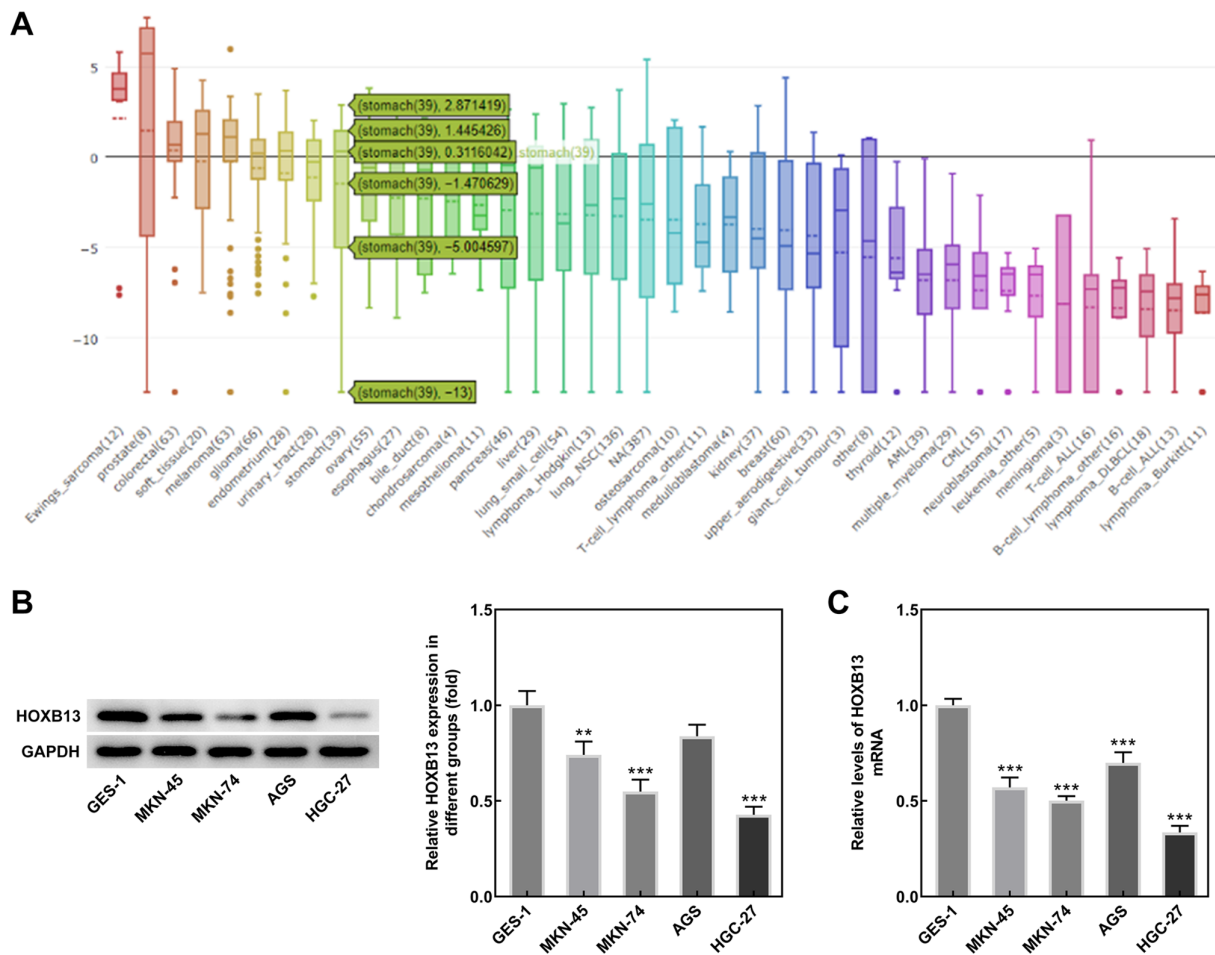 A
5
0
−5
−10
(stomach(39), 2.871419)
(stomach(39), 1.445426)
(stomach(39), 0.3116042)
stomach(39)
(stomach(39), −1.470629)
(stomach(39), −5.004597)
(stomach(39), −13)
Ewings_sarcoma(12)
prostate(8)
colorectal(63)
soft_tissue(20)
melanoma(63)
glioma(66)
endometrium(28)
urinary_tract(28)
stomach(39)
ovary(55)
esophagus(27)
bile_duct(8)
chondrosarcoma(4)
mesothelioma(11)
pancreas(46)
liver(29)
lung_small_cell(54)
lymphoma_Hodgkin(13)
lung_NSC(136)
NA(387)
osteosarcoma(10)
T-cell_lymphoma_other(11)
medulloblastoma(4)
kidney(37)
breast(60)
upper_aerodigestive(33)
giant_cell_tumour(3)
other(8)
thyroid(12)
AML(39)
multiple_myeloma(29)
CML(15)
neuroblastoma(17)
leukemia_other(5)
meningioma(3)
T-cell_ALL(16)
B-cell_lymphoma_other(16)
lymphoma_DLBCL(18)
B-cell_ALL(13)
lymphoma_Burkitt(11)
B
HOXB13
GAPDH
GES-1
MKN-45
MKN-74
AGS
HGC-27
Relative HOXB13 expression in
different groups (fold)
1.5
1.0
0.5
0.0
**
***
***
GES-1
MKN-45
MKN-74
AGS
HGC-27
C
Relative levels of HOXB13
mRNA
1.5
1.0
0.5
0.0
***
***
***
***
GES-1
MKN-45
MKN-74
AGS
HGC-27